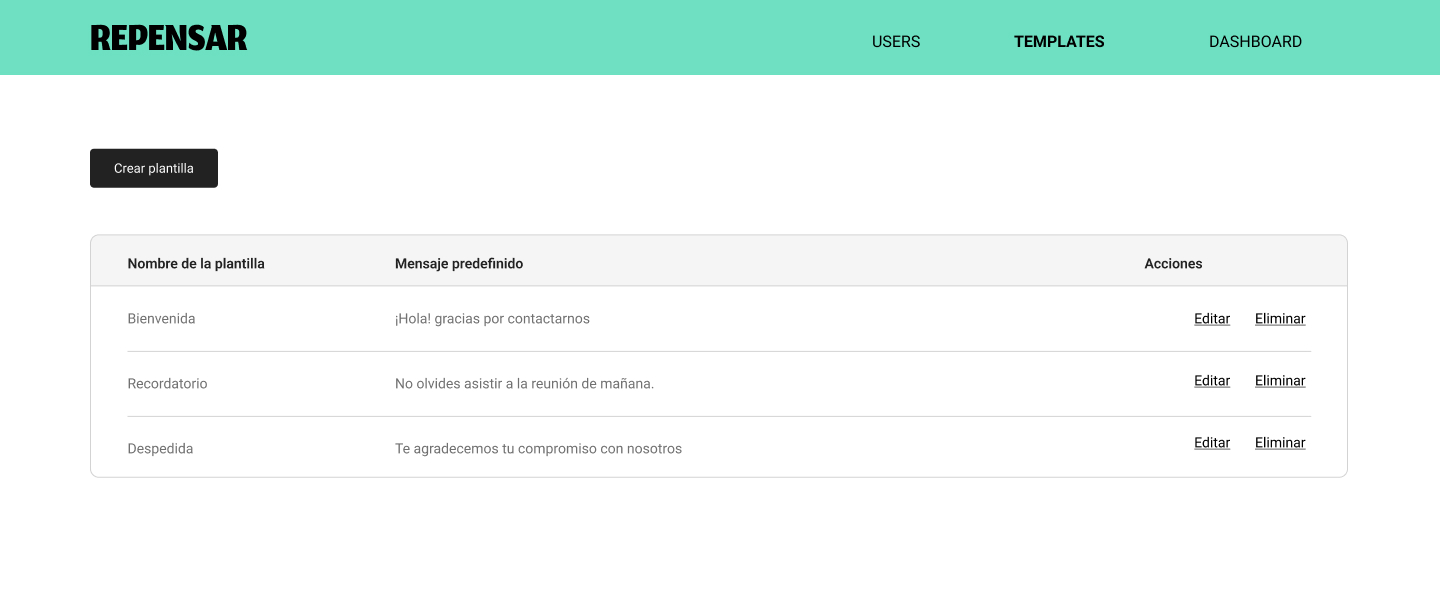 REPENSAR USERS TEMPLATES DASHBOARD
Crear plantilla
Nombre de la plantilla Mensaje predefinido Acciones
Bienvenida ¡Hola! gracias por contactarnos Editar Eliminar
Recordatorio No olvides asistir a la reunión de mañana. Editar Eliminar
Despedida Te agradecemos tu compromiso con nosotros Editar Eliminar